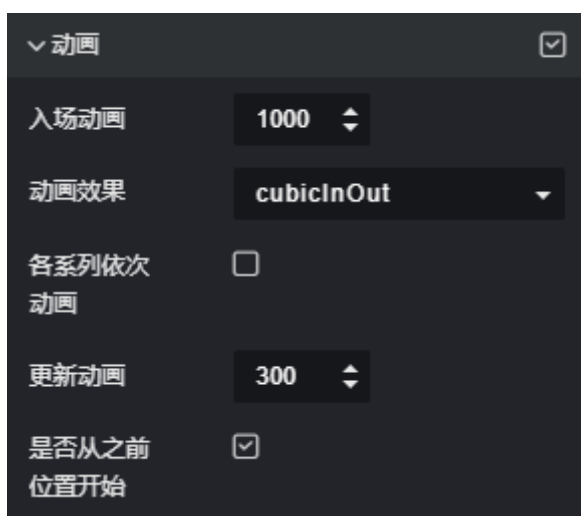 动画
入场动画 1000
动画效果 cubicInOut
各系列依次
动画
更新动画 300
是否从之前
位置开始